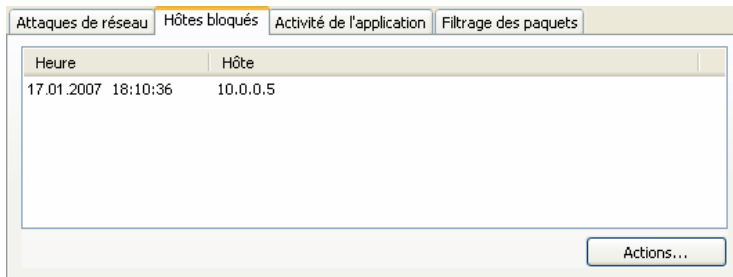 Attaques de réseau Hôtes bloqués Activité de l'application Filtrage des paquets
Heure Hôte
17.01.2007 18:10:36 10.0.0.5
Actions...